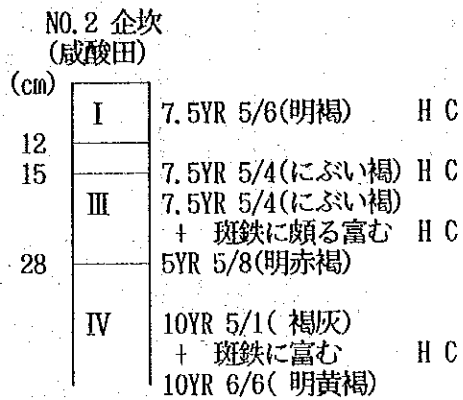 NO.2 企坎
(咸酸田)
(cm)
I 7.5YR 5/6(明褐) H C
12
15 7.5YR 5/4(にぶい褐) H C
III 7.5YR 5/4(にぶい褐)
+ 斑鉄に頗る富む H C
28 5YR 5/8(明赤褐)
IV 10YR 5/1( 褐灰)
+ 斑鉄に富む H C
10YR 6/6( 明黄褐)